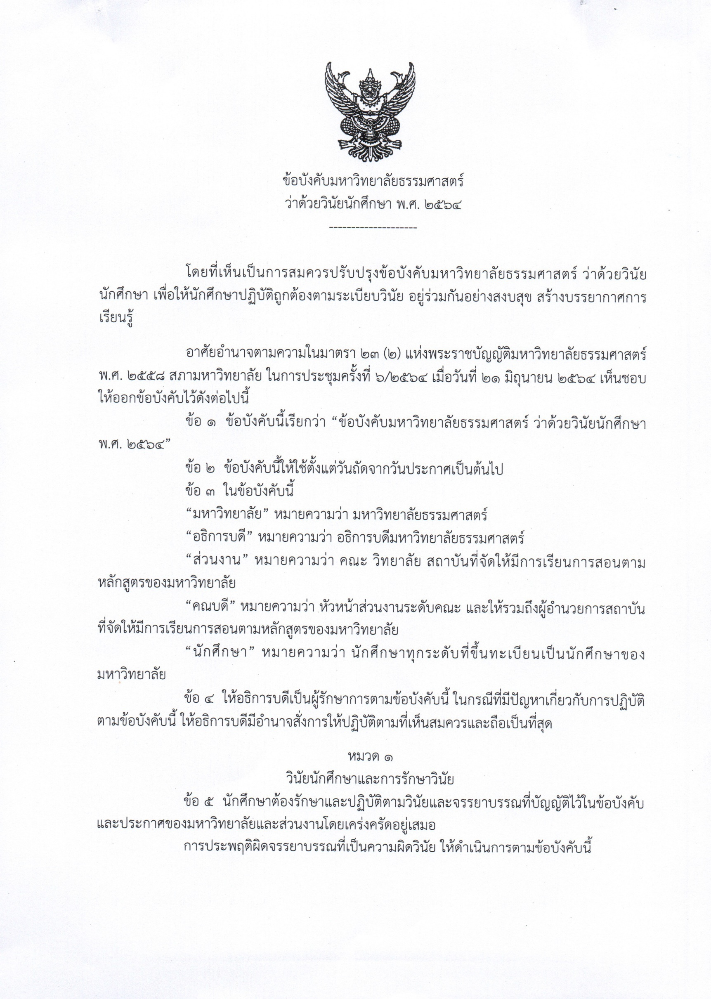 ข้อบังคับมหาวิทยาลัยธรรมศาสตร์
ว่าด้วยวินัยนักศึกษา พ.ศ. ๒๕๖๔
--------------------
โดยที่เห็นเป็นการสมควรปรับปรุงข้อบังคับมหาวิทยาลัยธรรมศาสตร์ ว่าด้วยวินัย
นักศึกษา เพื่อให้นักศึกษาปฏิบัติถูกต้องตามระเบียบวินัย อยู่ร่วมกันอย่างสงบสุข สร้างบรรยากาศการ
เรียนรู้
อาศัยอำนาจตามความในมาตรา ๒๓ (๒) แห่งพระราชบัญญัติมหาวิทยาลัยธรรมศาสตร์
พ.ศ. ๒๕๕๘ สภามหาวิทยาลัย ในการประชุมครั้งที่ ๖/๒๕๖๔ เมื่อวันที่ ๒๑ มิถุนายน ๒๕๖๔ เห็นชอบ
ให้ออกข้อบังคับไว้ดังต่อไปนี้
ข้อ ๑ ข้อบังคับนี้เรียกว่า “ข้อบังคับมหาวิทยาลัยธรรมศาสตร์ ว่าด้วยวินัยนักศึกษา
พ.ศ. ๒๕๖๔”
ข้อ ๒ ข้อบังคับนี้ให้ใช้ตั้งแต่วันถัดจากวันประกาศเป็นต้นไป
ข้อ ๓ ในข้อบังคับนี้
“มหาวิทยาลัย” หมายความว่า มหาวิทยาลัยธรรมศาสตร์
“อธิการบดี” หมายความว่า อธิการบดีมหาวิทยาลัยธรรมศาสตร์
“ส่วนงาน” หมายความว่า คณะ วิทยาลัย สถาบันที่จัดให้มีการเรียนการสอนตาม
หลักสูตรของมหาวิทยาลัย
“คณบดี” หมายความว่า หัวหน้าส่วนงานระดับคณะ และให้รวมถึงผู้อำนวยการสถาบัน
ที่จัดให้มีการเรียนการสอนตามหลักสูตรของมหาวิทยาลัย
“นักศึกษา” หมายความว่า นักศึกษาทุกระดับที่ขึ้นทะเบียนเป็นนักศึกษาของ
มหาวิทยาลัย
ข้อ ๔ ให้อธิการบดีเป็นผู้รักษาการตามข้อบังคับนี้ ในกรณีที่มีปัญหาเกี่ยวกับการปฏิบัติ
ตามข้อบังคับนี้ ให้อธิการบดีมีอำนาจสั่งการให้ปฏิบัติตามที่เห็นสมควรและถือเป็นที่สุด
หมวด ๑
วินัยนักศึกษาและการรักษาวินัย
ข้อ ๕ นักศึกษาต้องรักษาและปฏิบัติตามวินัยและจรรยาบรรณที่บัญญัติไว้ในข้อบังคับ
และประกาศของมหาวิทยาลัยและส่วนงานโดยเคร่งครัดอยู่เสมอ
การประพฤติผิดจรรยาบรรณที่เป็นความผิดวินัย ให้ดำเนินการตามข้อบังคับนี้